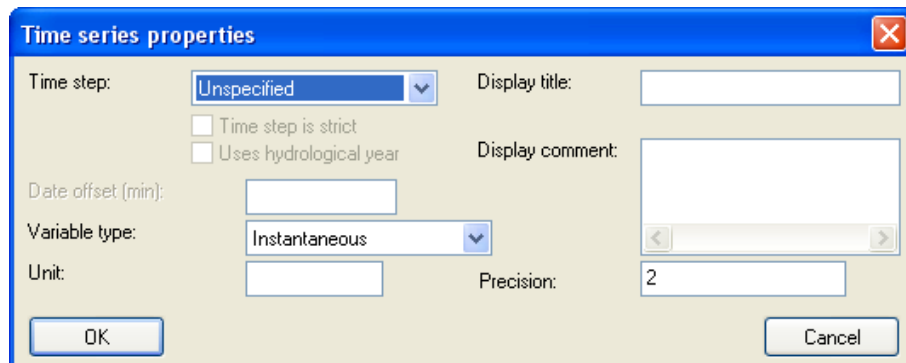 Time series properties
Time step:
Unspecified
Display title:
Time step is strict
Uses hydrological year
Display comment:
Date offset (min):
Variable type:
Instantaneous
Unit:
Precision:
2
OK
Cancel